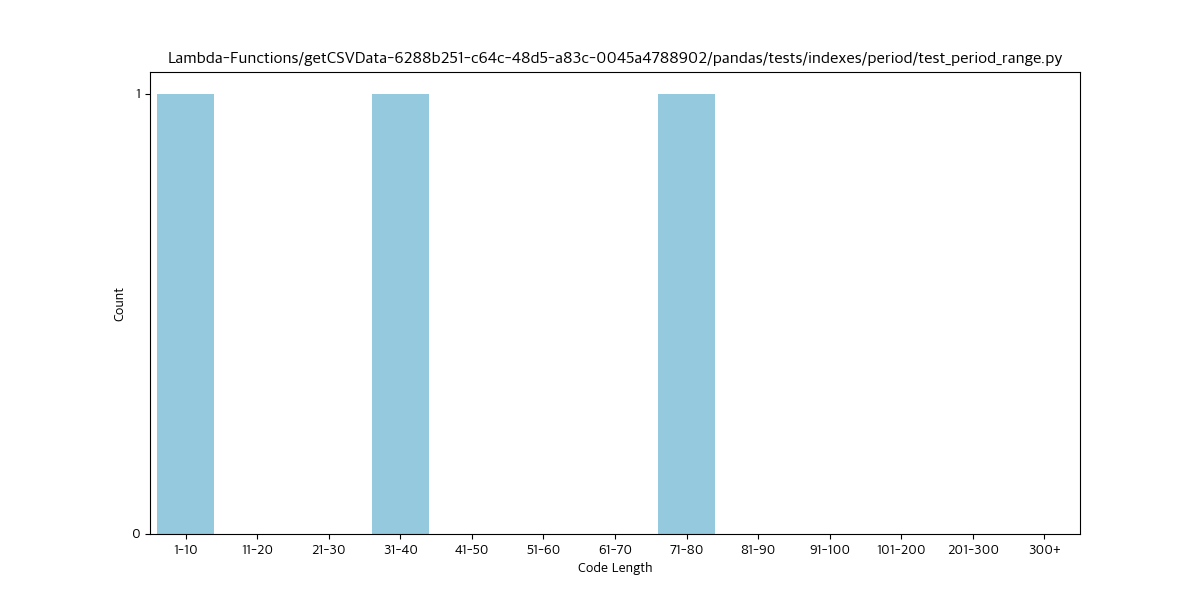 Lambda-Functions/getCSVData-6288b251-c64c-48d5-a83c-0045a4788902/pandas/tests/indexes/period/test_period_range.py
1
Count
0
1-10 11-20 21-30 31-40 41-50 51-60 61-70 71-80 81-90 91-100 101-200 201-300 300+
Code Length